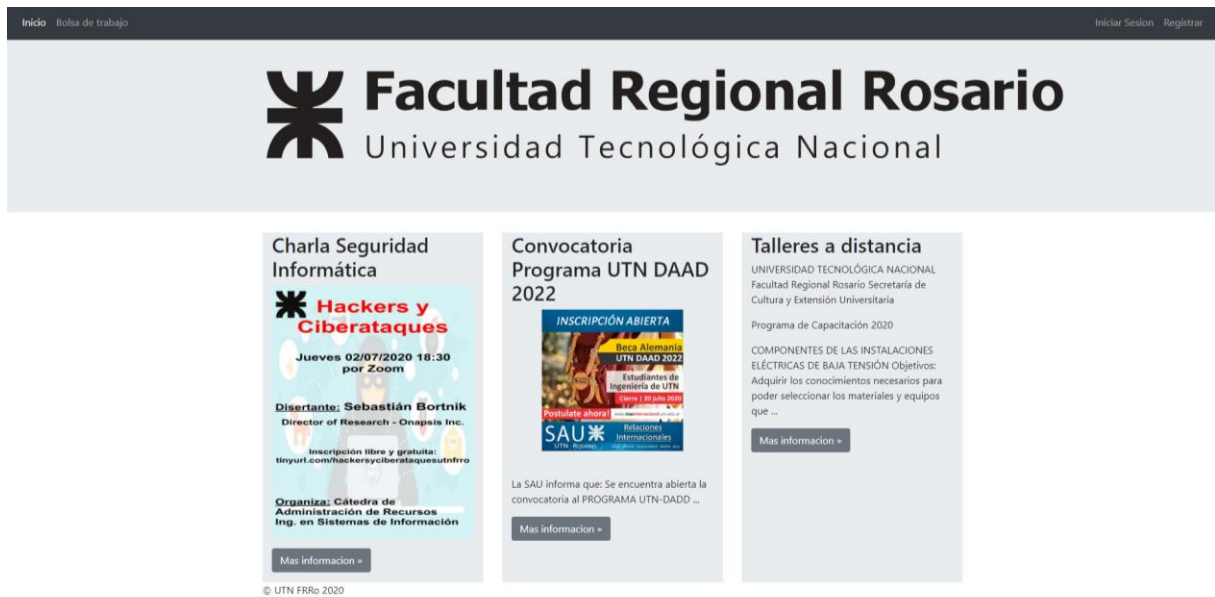 Inicio Bolsa de trabajo Iniciar Sesion Registrar
Facultad Regional Rosario
Universidad Tecnológica Nacional
Charla Seguridad
Informática
Hackers y
Ciberataques
Jueves 02/07/2020 18:30
por Zoom
Disertante: Sebastián Bortnik
Director of Research - Onapsis Inc.
Inscripción libre y gratuita:
tinyurl.com/hackersyciberataquesutnfrro
Organiza: Cátedra de
Administración de Recursos
Ing. en Sistemas de Información
Mas informacion »
Convocatoria
Programa UTN DAAD
2022
INSCRIPCIÓN ABIERTA
Beca Alemania
UTN DAAD 2022
Estudiantes de
Ingeniería de UTN
Cierre | 20 julio 2020
Postulate ahora!
SAU
Relaciones
Internacionales
UTN Rosario
La SAU informa que: Se encuentra abierta la
convocatoria al PROGRAMA UTN-DADD ...
Mas informacion »
Talleres a distancia
UNIVERSIDAD TECNOLÓGICA NACIONAL
Facultad Regional Rosario Secretaría de
Cultura y Extensión Universitaria
Programa de Capacitación 2020
COMPONENTES DE LAS INSTALACIONES
ELÉCTRICAS DE BAJA TENSIÓN Objetivos:
Adquirir los conocimientos necesarios para
poder seleccionar los materiales y equipos
que ...
Mas informacion »
© UTN FRRo 2020